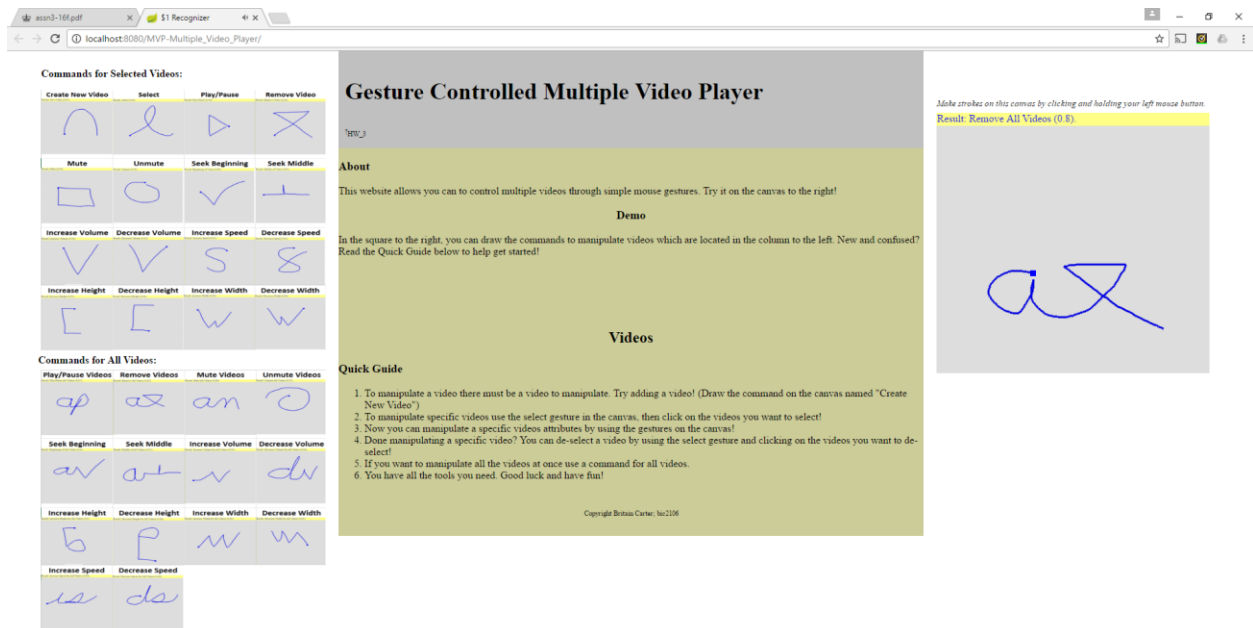 assn3-16f.pdf
$1 Recognizer
localhost:8080/MVP-Multiple_Video_Player/
Commands for Selected Videos:
Create New Video Select Play/Pause Remove Video
Mute Unmute Seek Beginning Seek Middle
Increase Volume Decrease Volume Increase Speed Decrease Speed
Increase Height Decrease Height Increase Width Decrease Width
Commands for All Videos:
Play/Pause Videos Remove Videos Mute Videos Unmute Videos
Seek Beginning Seek Middle Increase Volume Decrease Volume
Increase Height Decrease Height Increase Width Decrease Width
Increase Speed Decrease Speed
Gesture Controlled Multiple Video Player
HW_3
About
This website allows you can to control multiple videos through simple mouse gestures. Try it on the canvas to the right!
Demo
In the square to the right, you can draw the commands to manipulate videos which are located in the column to the left. New and confused?
Read the Quick Guide below to help get started!
Videos
Quick Guide
1. To manipulate a video there must be a video to manipulate. Try adding a video! (Draw the command on the canvas named "Create
New Video")
2. To manipulate specific videos use the select gesture in the canvas, then click on the videos you want to select!
3. Now you can manipulate a specific videos attributes by using the gestures on the canvas!
4. Done manipulating a specific video? You can de-select a video by using the select gesture and clicking on the videos you want to de-
select!
5. If you want to manipulate all the videos at once use a command for all videos.
6. You have all the tools you need. Good luck and have fun!
Copyright Britain Carter;
Make strokes on this canvas by clicking and holding your left mouse button.
Result: Remove All Videos (0.8).